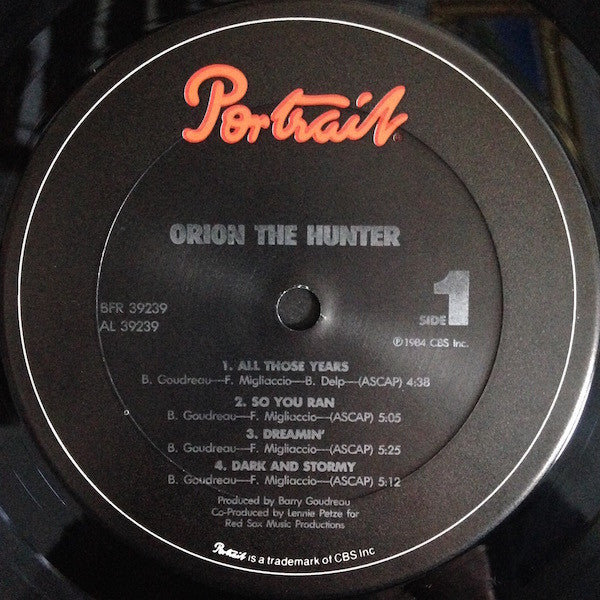 Portrait
ORION THE HUNTER
BFR 39239
AL 39239
SIDE 1
℗ 1984 CBS Inc.
1. ALL THOSE YEARS
B. Goudreau—F. Migliaccio—B. Delp—(ASCAP) 4:38
2. SO YOU RAN
B. Goudreau—F. Migliaccio—(ASCAP) 5:05
3. DREAMIN'
B. Goudreau—F. Migliaccio—(ASCAP) 5:25
4. DARK AND STORMY
B. Goudreau—F. Migliaccio—(ASCAP) 5:12
Produced by Barry Goudreau
Co-Produced by Lennie Petze for
Red Sox Music Productions
Portrait is a trademark of CBS Inc